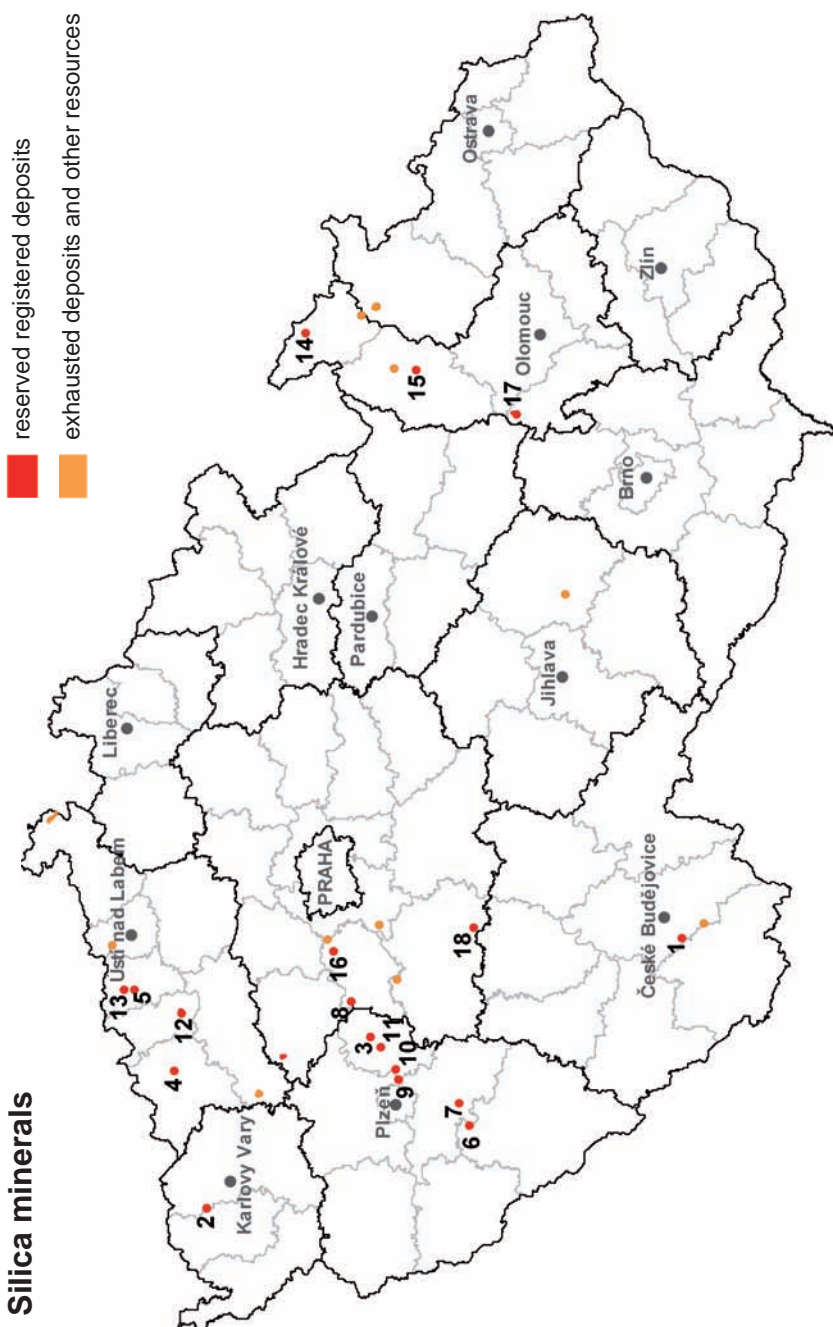 Silica minerals
reserved registered deposits
exhausted deposits and other resources
Liberec
Ústí nad Labem
13
5
12
4
2
Karlovy Vary
14
Hradec Králové
PRAHA
16
8
3
11
10
9
Plzeň
Pardubice
15
Ostrava
17
Olomouc
18
7
6
Jihlava
Brno
Zlín
České Budějovice
1